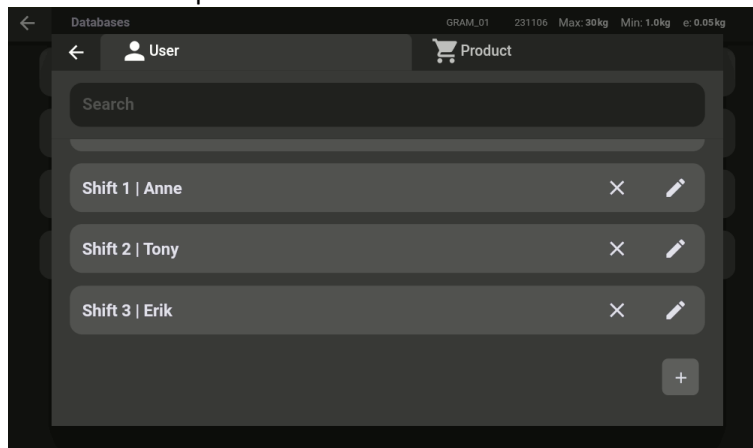 Databases GRAM_01 231106 Max: 30kg Min: 1.0kg e: 0.05kg
User Product
Search
Shift 1 | Anne
Shift 2 | Tony
Shift 3 | Erik
+